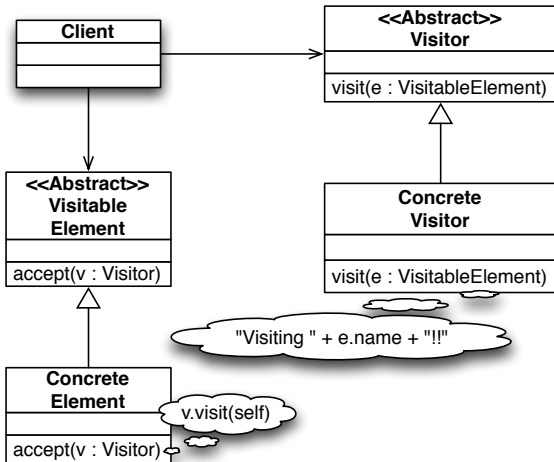 Client
<<Abstract>>
Visitor
visit(e : VisitableElement)
<<Abstract>>
Visitable
Element
accept(v : Visitor)
Concrete
Visitor
visit(e : VisitableElement)
"Visiting " + e.name + "!!"
Concrete
Element
accept(v : Visitor)
v.visit(self)